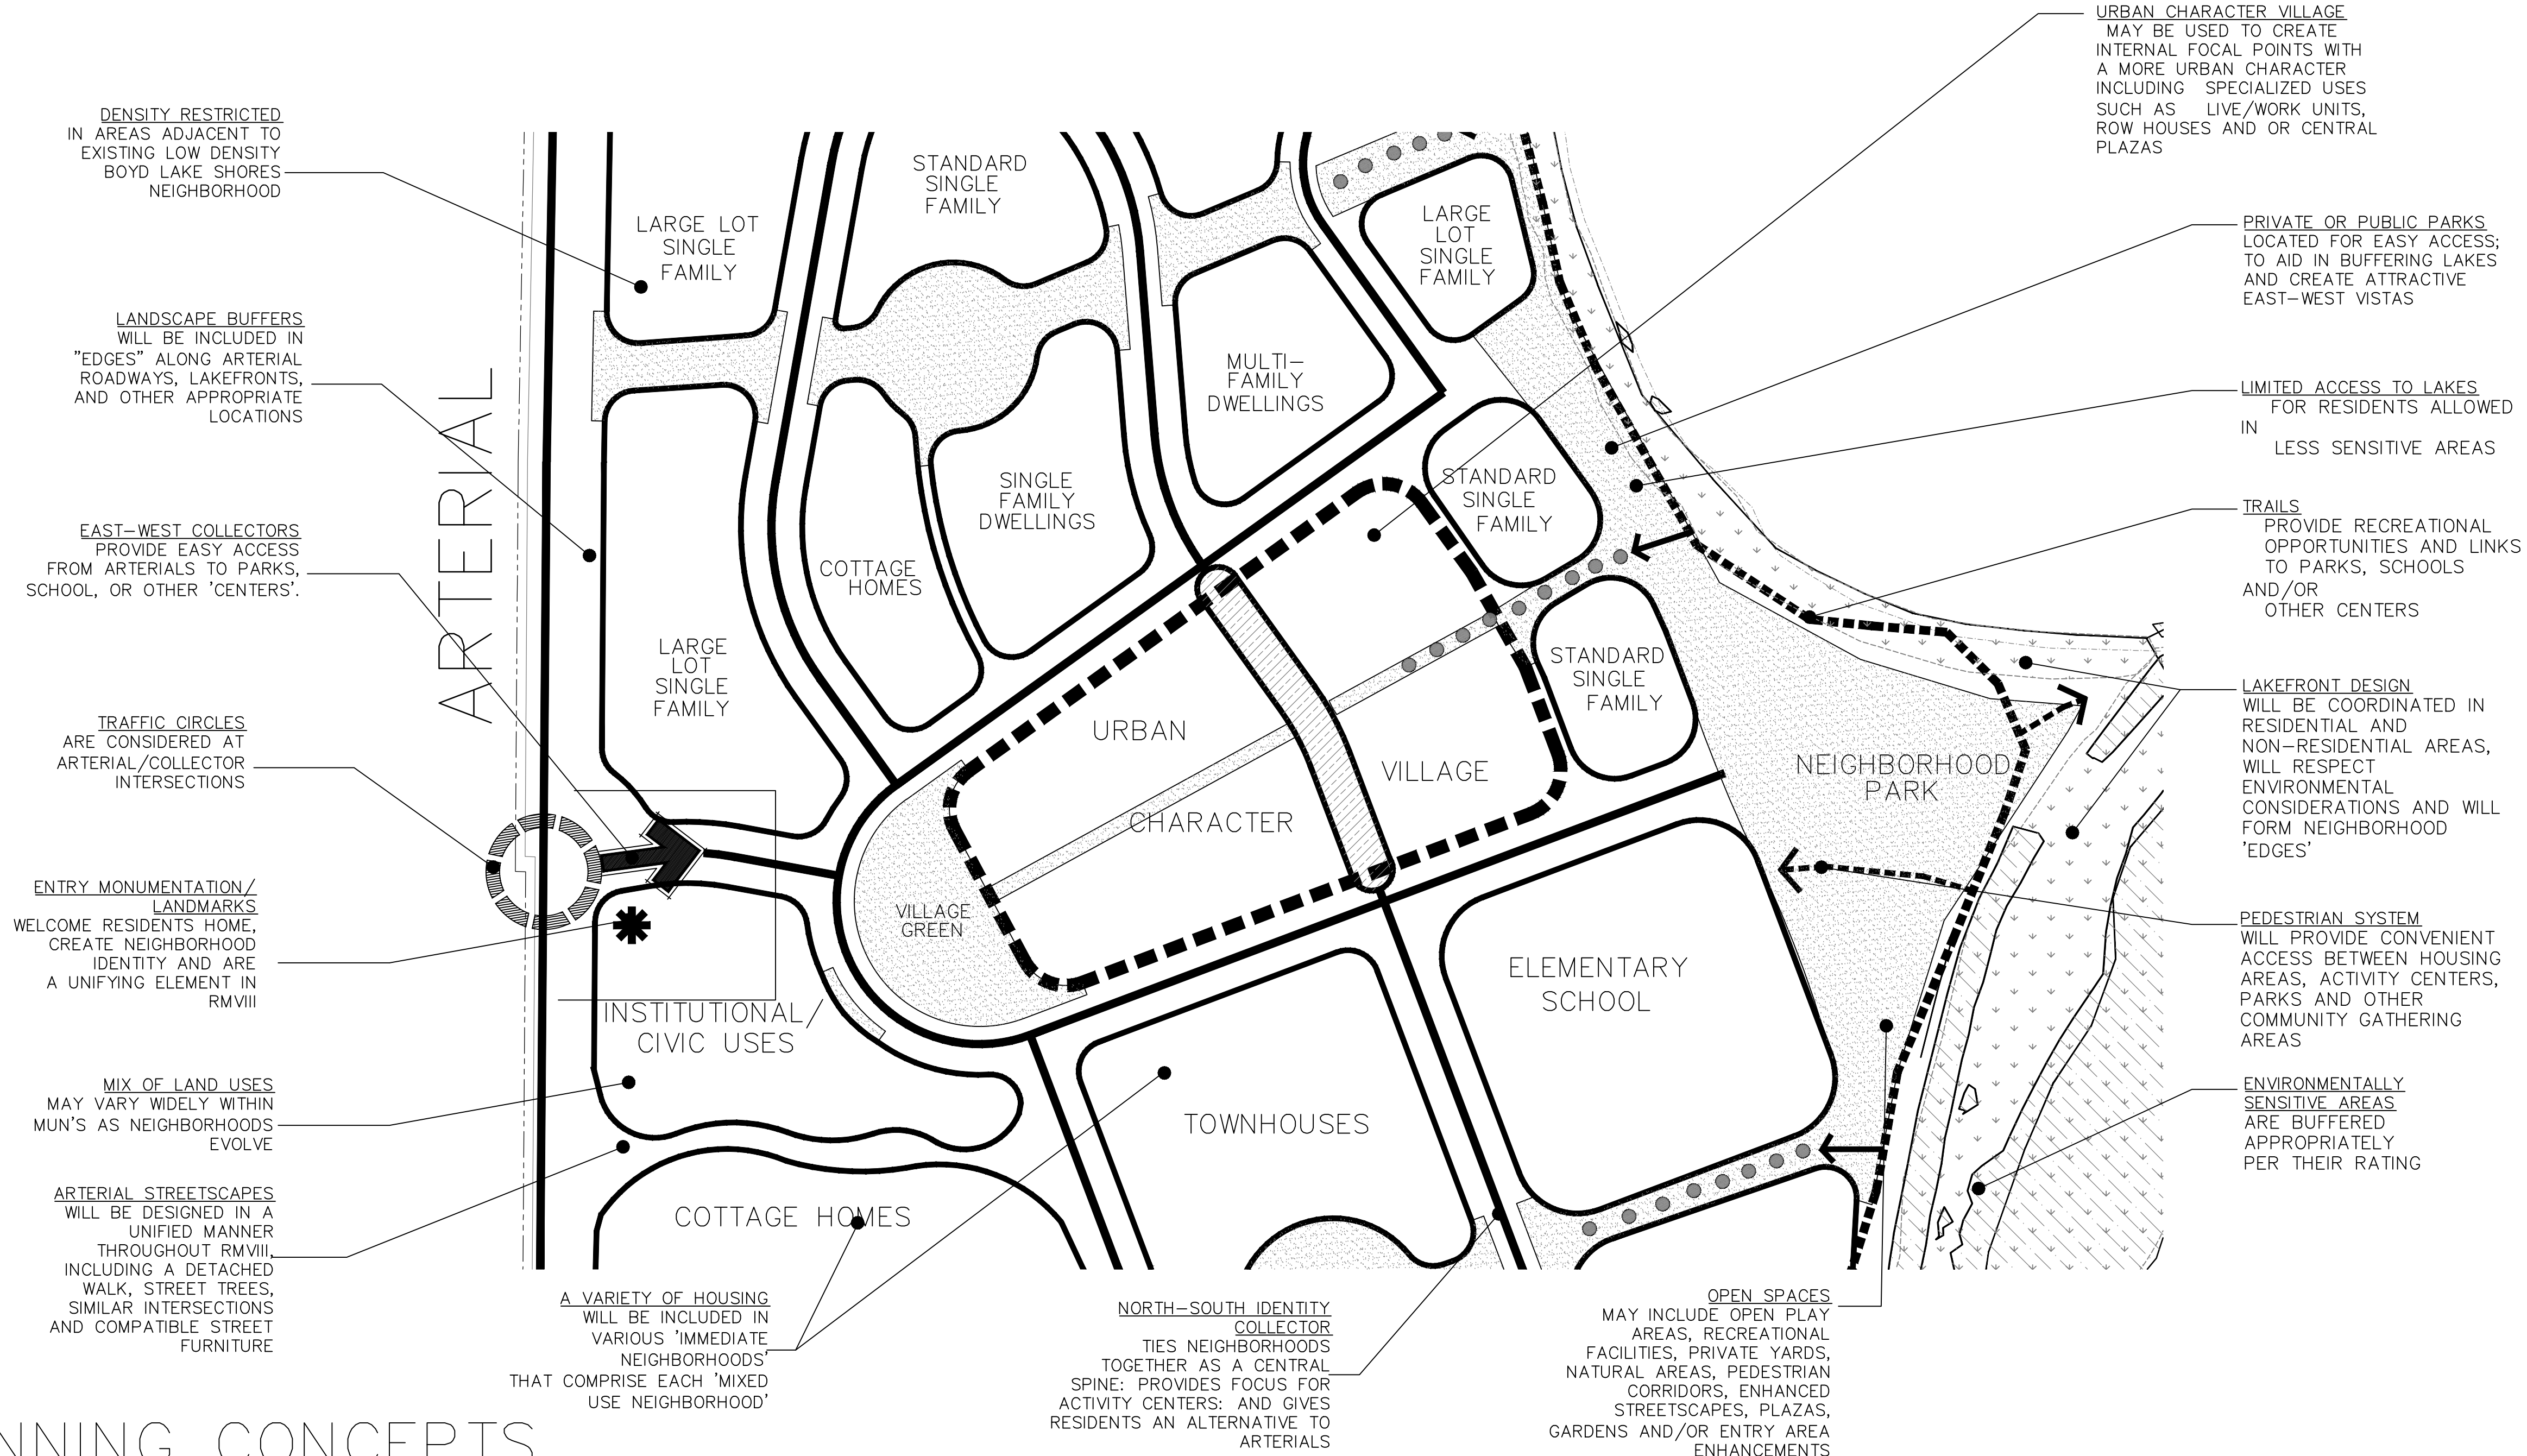 DENSITY RESTRICTED
IN AREAS ADJACENT TO
EXISTING LOW DENSITY
BOYD LAKE SHORES
NEIGHBORHOOD
LANDSCAPE BUFFERS
WILL BE INCLUDED IN
"EDGES" ALONG ARTERIAL
ROADWAYS, LAKEFRONTS,
AND OTHER APPROPRIATE
LOCATIONS
EAST-WEST COLLECTORS
PROVIDE EASY ACCESS
FROM ARTERIALS TO PARKS,
SCHOOL, OR OTHER 'CENTERS'.
TRAFFIC CIRCLES
ARE CONSIDERED AT
ARTERIAL/COLLECTOR
INTERSECTIONS
ENTRY MONUMENTATION/
LANDMARKS
WELCOME RESIDENTS HOME,
CREATE NEIGHBORHOOD
IDENTITY AND ARE
A UNIFYING ELEMENT IN
RMVIII
MIX OF LAND USES
MAY VARY WIDELY WITHIN
MUN'S AS NEIGHBORHOODS
EVOLVE
ARTERIAL STREETSCAPES
WILL BE DESIGNED IN A
UNIFIED MANNER
THROUGHOUT RMVIII,
INCLUDING A DETACHED
WALK, STREET TREES,
SIMILAR INTERSECTIONS
AND COMPATIBLE STREET
FURNITURE
ARTERIAL
LARGE LOT
SINGLE
FAMILY
STANDARD
SINGLE
FAMILY
LARGE
LOT
SINGLE
FAMILY
MULTI-
FAMILY
DWELLINGS
SINGLE
FAMILY
DWELLINGS
STANDARD
SINGLE
FAMILY
COTTAGE
HOMES
LARGE
LOT
SINGLE
FAMILY
STANDARD
SINGLE
FAMILY
URBAN
VILLAGE
CHARACTER
NEIGHBORHOOD
PARK
VILLAGE
GREEN
ELEMENTARY
SCHOOL
INSTITUTIONAL/
CIVIC USES
TOWNHOUSES
COTTAGE HOMES
URBAN CHARACTER VILLAGE
MAY BE USED TO CREATE
INTERNAL FOCAL POINTS WITH
A MORE URBAN CHARACTER
INCLUDING SPECIALIZED USES
SUCH AS LIVE/WORK UNITS,
ROW HOUSES AND OR CENTRAL
PLAZAS
PRIVATE OR PUBLIC PARKS
LOCATED FOR EASY ACCESS;
TO AID IN BUFFERING LAKES
AND CREATE ATTRACTIVE
EAST-WEST VISTAS
LIMITED ACCESS TO LAKES
FOR RESIDENTS ALLOWED
IN
LESS SENSITIVE AREAS
TRAILS
PROVIDE RECREATIONAL
OPPORTUNITIES AND LINKS
TO PARKS, SCHOOLS
AND/OR
OTHER CENTERS
LAKEFRONT DESIGN
WILL BE COORDINATED IN
RESIDENTIAL AND
NON-RESIDENTIAL AREAS,
WILL RESPECT
ENVIRONMENTAL
CONSIDERATIONS AND WILL
FORM NEIGHBORHOOD
'EDGES'
PEDESTRIAN SYSTEM
WILL PROVIDE CONVENIENT
ACCESS BETWEEN HOUSING
AREAS, ACTIVITY CENTERS,
PARKS AND OTHER
COMMUNITY GATHERING
AREAS
ENVIRONMENTALLY
SENSITIVE AREAS
ARE BUFFERED
APPROPRIATELY
PER THEIR RATING
A VARIETY OF HOUSING
WILL BE INCLUDED IN
VARIOUS 'IMMEDIATE
NEIGHBORHOODS'
THAT COMPRISE EACH 'MIXED
USE NEIGHBORHOOD'
NORTH-SOUTH IDENTITY
COLLECTOR
TIES NEIGHBORHOODS
TOGETHER AS A CENTRAL
SPINE: PROVIDES FOCUS FOR
ACTIVITY CENTERS: AND GIVES
RESIDENTS AN ALTERNATIVE TO
ARTERIALS
OPEN SPACES
MAY INCLUDE OPEN PLAY
AREAS, RECREATIONAL
FACILITIES, PRIVATE YARDS,
NATURAL AREAS, PEDESTRIAN
CORRIDORS, ENHANCED
STREETSCAPES, PLAZAS,
GARDENS AND/OR ENTRY AREA
ENHANCEMENTS
NNING CONCEPTS